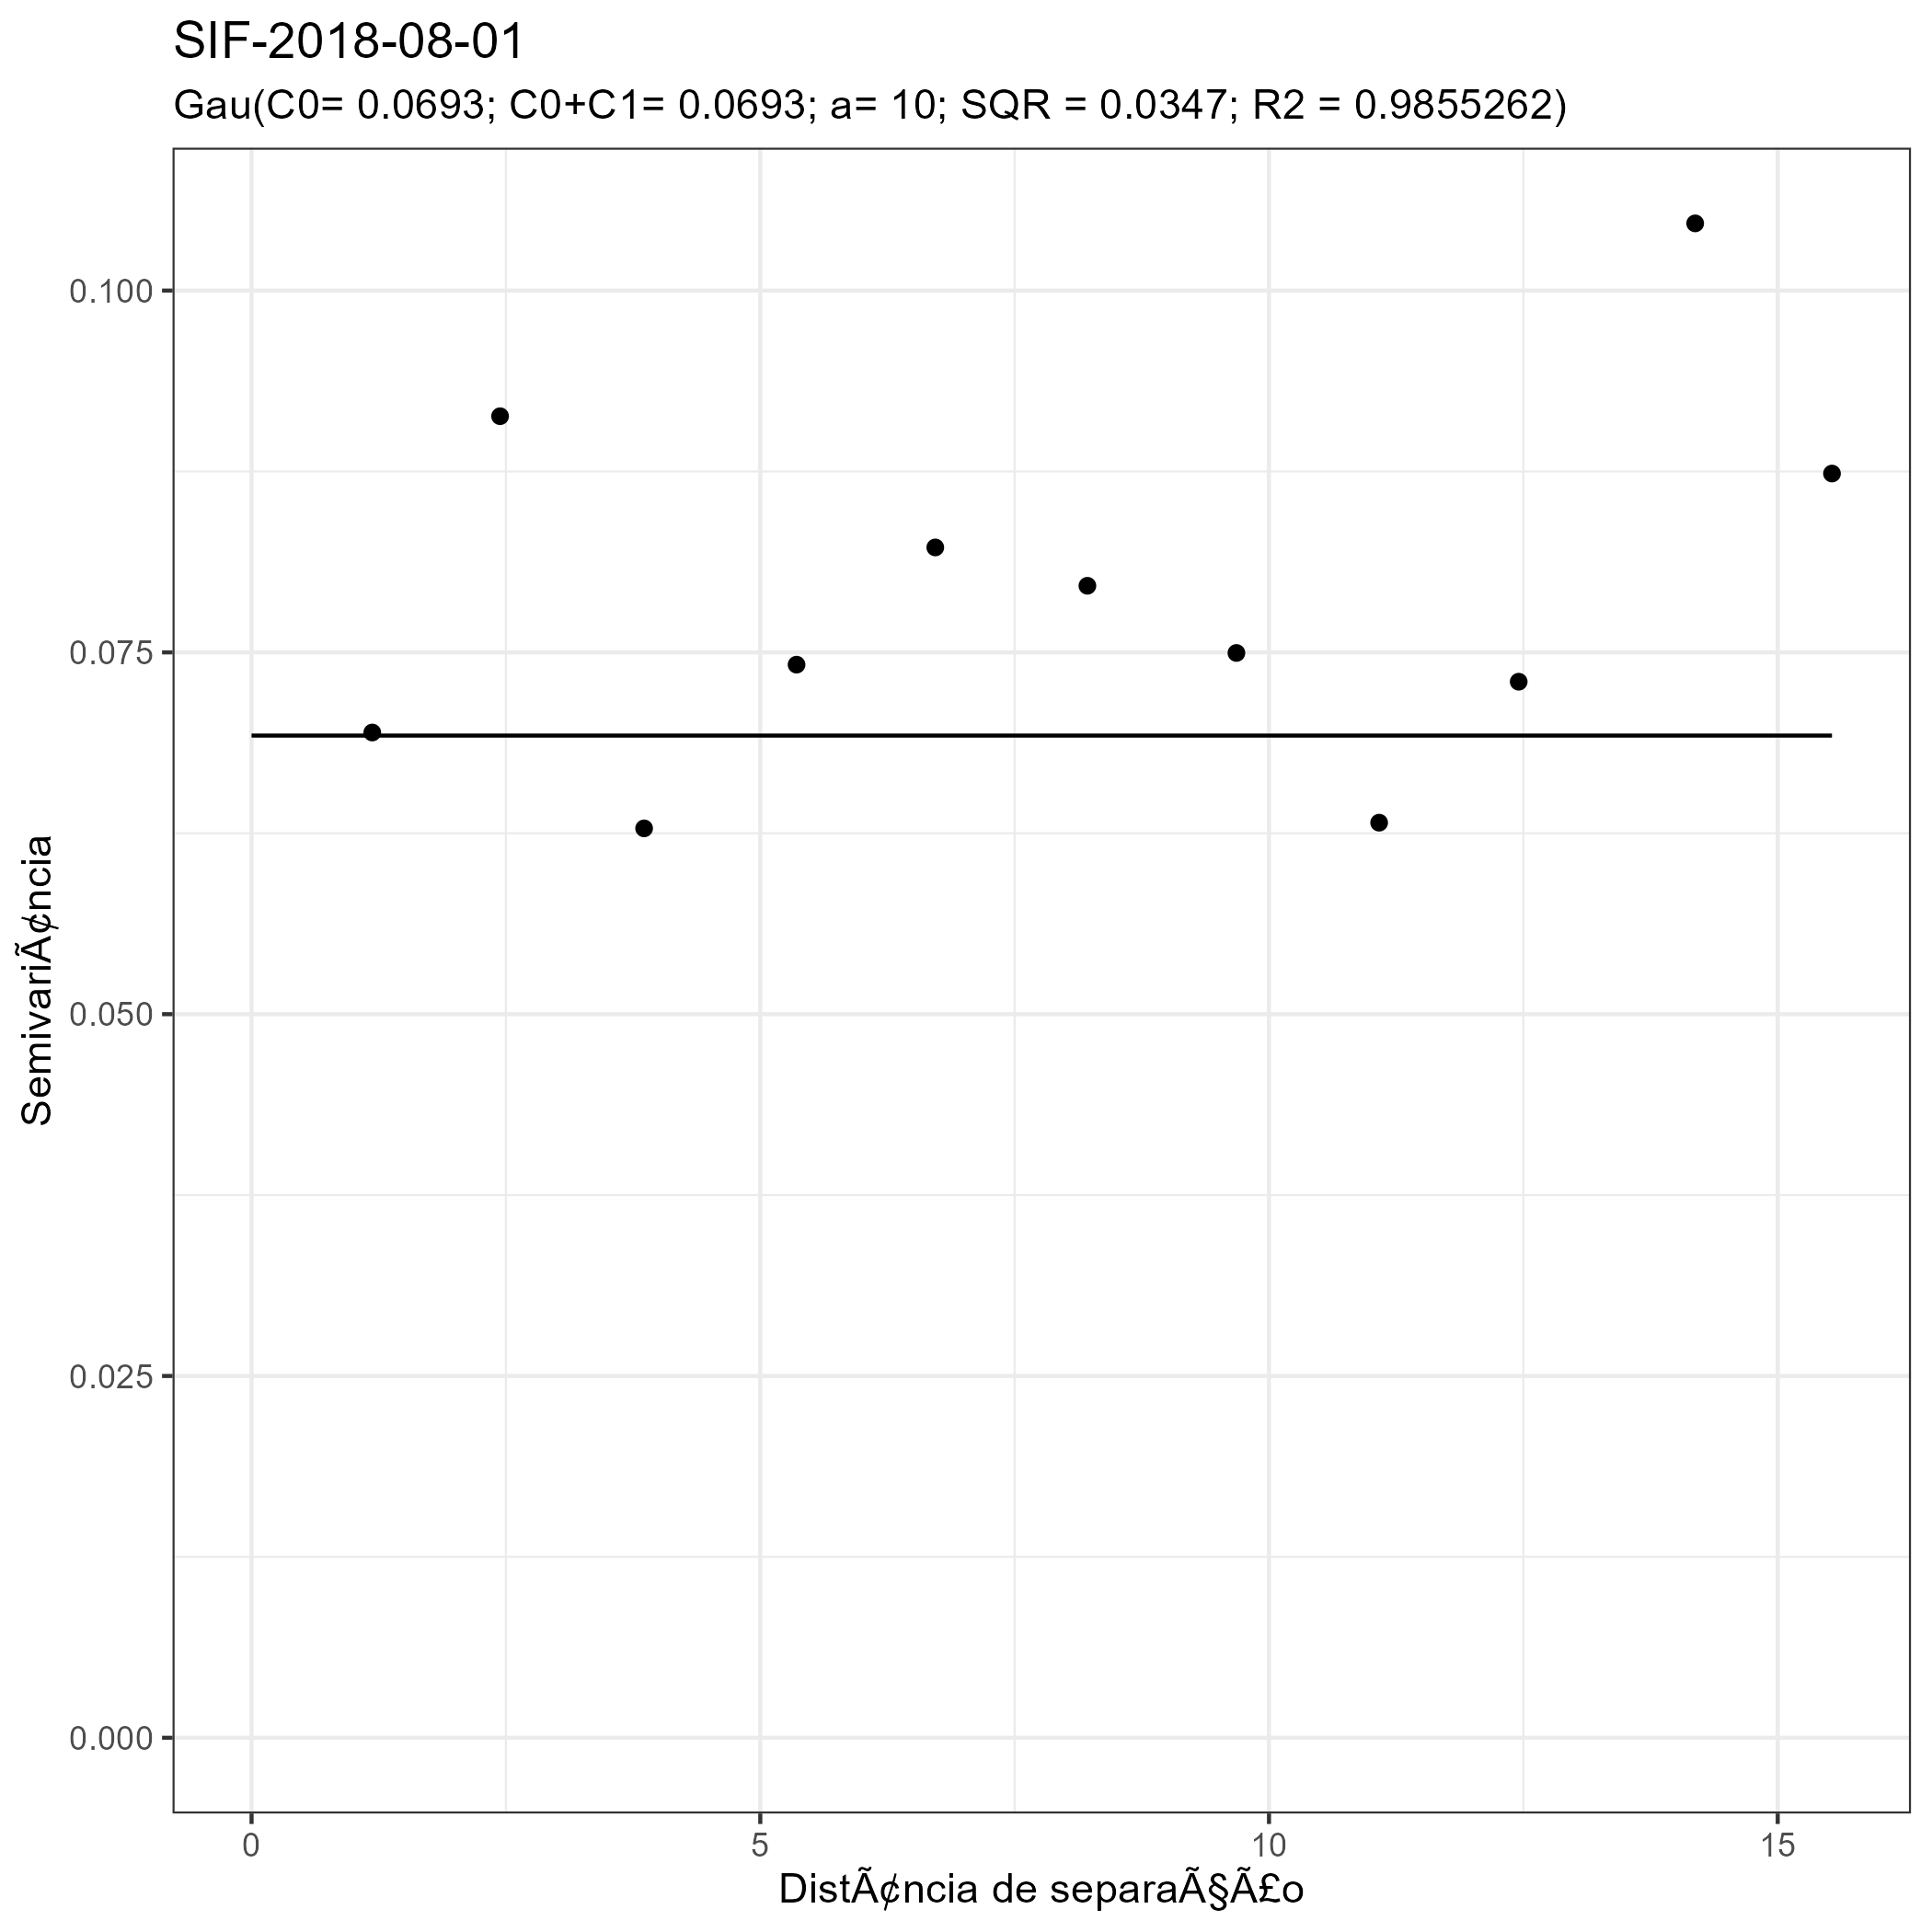 SIF-2018-08-01
Gau(C0= 0.0693; C0+C1= 0.0693; a= 10; SQR = 0.0347; R2 = 0.9855262)
0.100
0.075
0.050
0.025
0.000
SemivariÃ¢ncia
0 5 10 15
DistÃ¢ncia de separaÃ§Ã£o